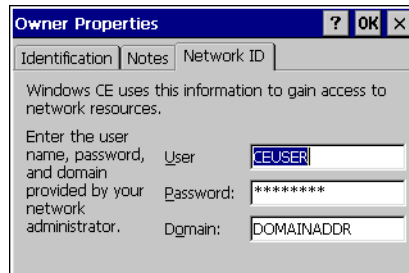 Owner Properties ? OK ×
Identification Notes Network ID
Windows CE uses this information to gain access to
network resources.
Enter the user
name, password,
and domain
provided by your
network
administrator.
User CEUSER
Password: ********
Domain: DOMAINADDR